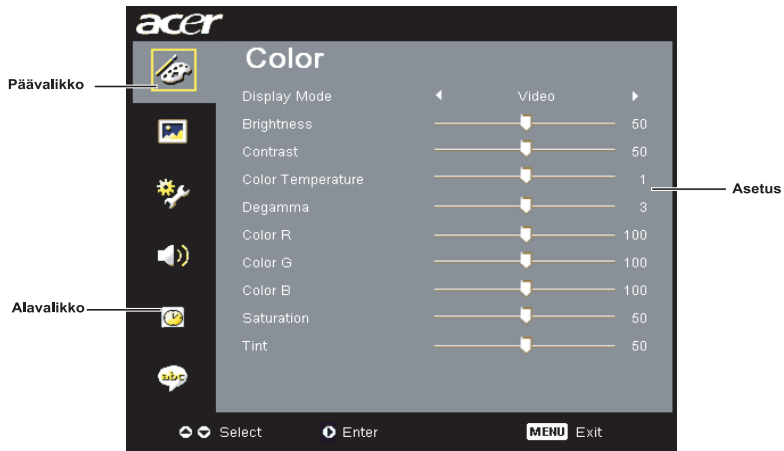 acer
Color
Päävalikko
Display Mode Video
Brightness 50
Contrast 50
Color Temperature 1
Asetus
Degamma 3
Color R 100
Color G 100
Color B 100
Alavalikko
Saturation 50
Tint 50
abc
Select Enter MENU Exit